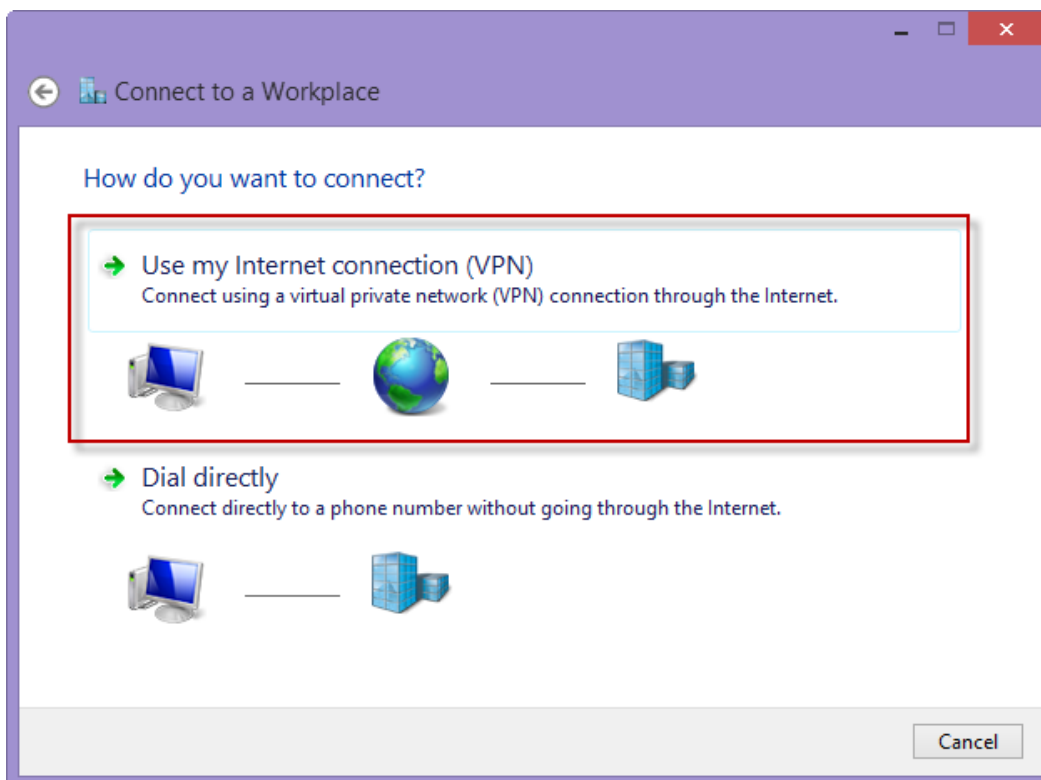 Connect to a Workplace
How do you want to connect?
Use my Internet connection (VPN)
Connect using a virtual private network (VPN) connection through the Internet.
Dial directly
Connect directly to a phone number without going through the Internet.
Cancel